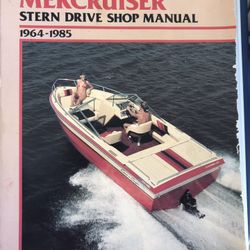 MERCRUISER
STERN DRIVE SHOP MANUAL
1964-1985